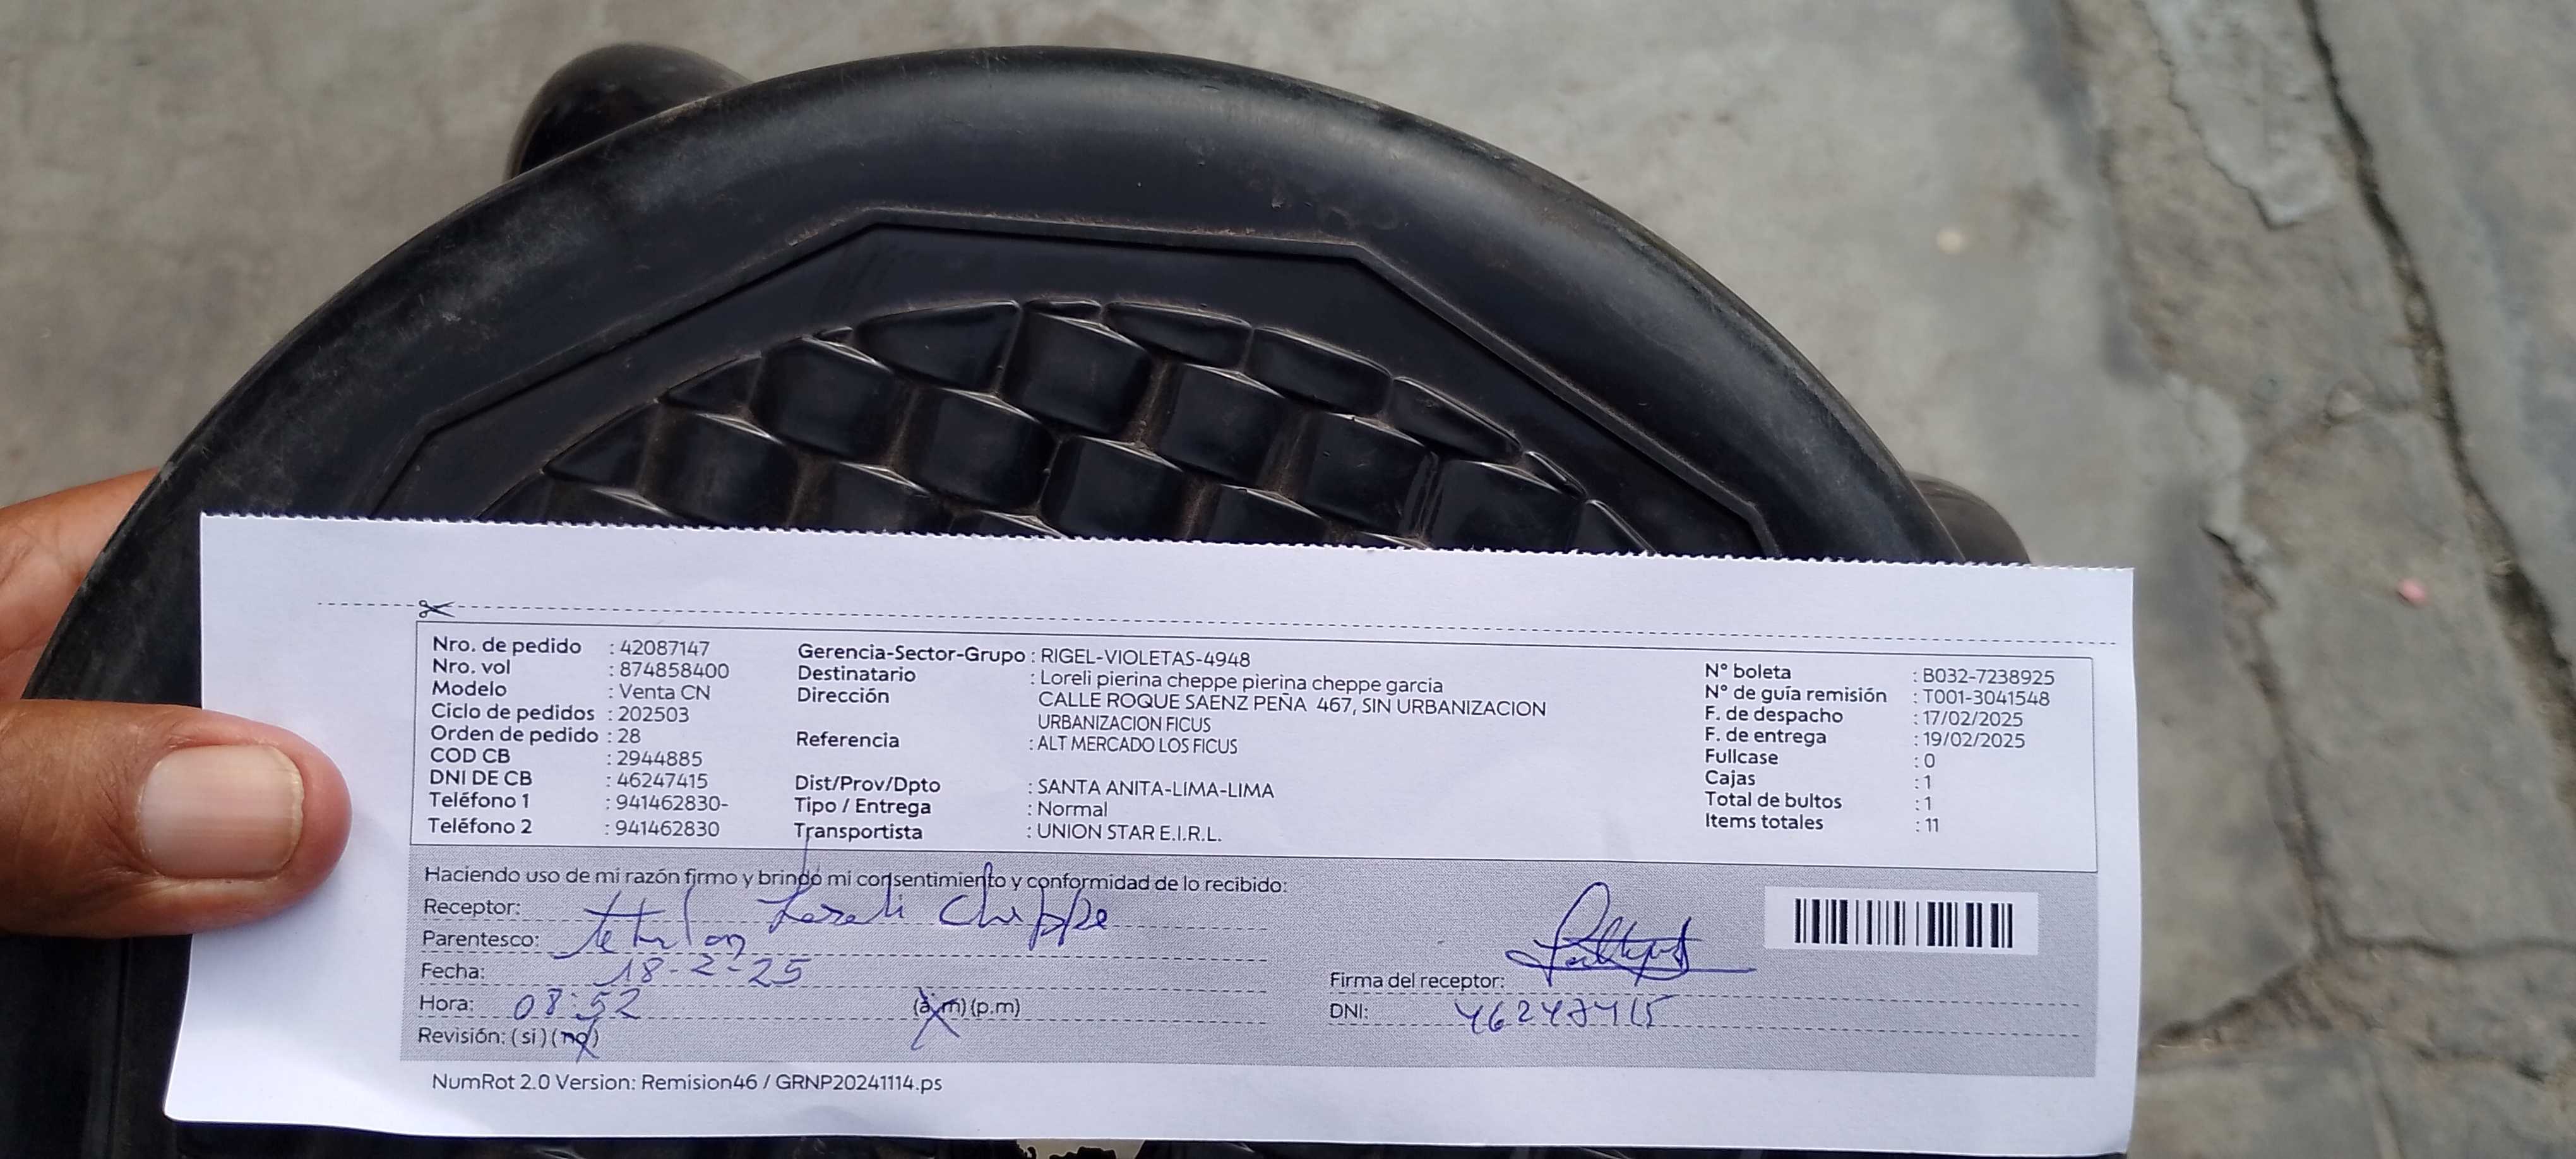 Nro. de pedido : 42087147
Nro. vol : 874858400
Modelo : Venta CN
Ciclo de pedidos : 202503
Orden de pedido : 28
COD CB : 2944885
DNI DE CB : 46247415
Teléfono 1 : 941462830-
Teléfono 2 : 941462830
Gerencia-Sector-Grupo : RIGEL-VIOLETAS-4948
Destinatario : Loreli pierina cheppe pierina cheppe garcia
Dirección CALLE ROQUE SAENZ PEÑA 467, SIN URBANIZACION
URBANIZACION FICUS
Referencia : ALT MERCADO LOS FICUS
Dist/Prov/Dpto : SANTA ANITA-LIMA-LIMA
Tipo / Entrega : Normal
Transportista : UNION STAR E.I.R.L.
N° boleta : B032-7238925
N° de guía remisión : T001-3041548
F. de despacho : 17/02/2025
F. de entrega : 19/02/2025
Fullcase : 0
Cajas : 1
Total de bultos : 1
Items totales : 11
Haciendo uso de mi razón firmo y brindo mi consentimiento y conformidad de lo recibido:
Receptor: Loreli Cheppe
Parentesco:
Fecha: 18-2-25
Hora: 08:52 (a.m) (p.m)
Revisión: (si) (no)
Firma del receptor:
DNI: 46247415
NumRot 2.0 Version: Remision46 / GRNP20241114.ps